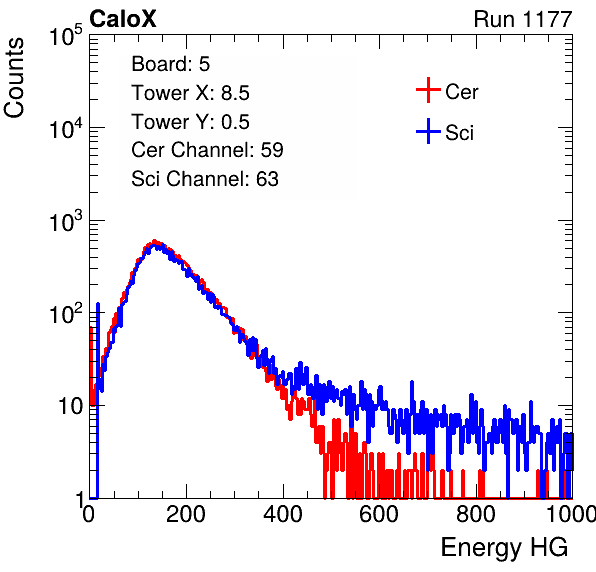 CaloX Run 1177
Counts
10^5
10^4
10^3
10^2
10
1
Board: 5
Tower X: 8.5
Tower Y: 0.5
Cer Channel: 59
Sci Channel: 63
Cer
Sci
0 200 400 600 800 1000
Energy HG